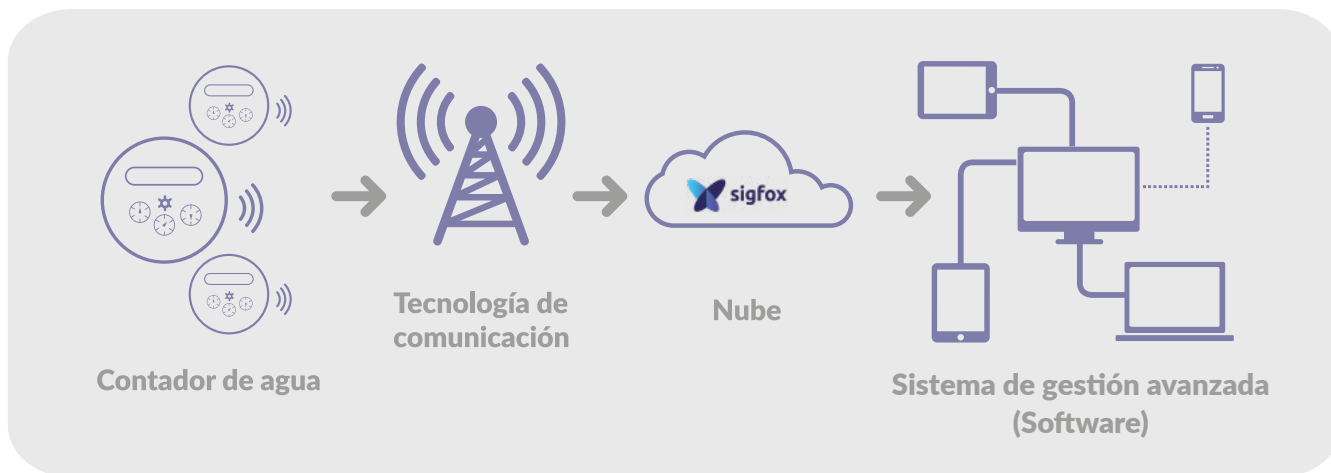 sigfox
Tecnología de
comunicación
Nube
Contador de agua
Sistema de gestión avanzada
(Software)